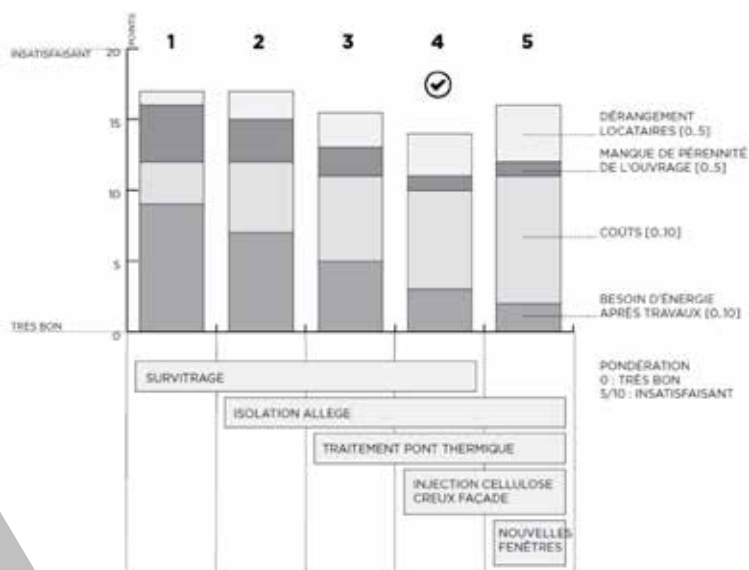 POINTS
1 2 3 4 5
INSATISFAISANT 20
15
10
5
TRÈS BON 0
DÉRANGEMENT
LOCATAIRES [0..5]
MANQUE DE PÉRENNITÉ
DE L'OUVRAGE [0..5]
COÛTS [0..10]
BESOIN D'ÉNERGIE
APRÈS TRAVAUX [0..10]
PONDÉRATION
0 : TRÈS BON
5/10 : INSATISFAISANT
SURVITRAGE
ISOLATION ALLÈGE
TRAITEMENT PONT THERMIQUE
INJECTION CELLULOSE
CREUX FAÇADE
NOUVELLES
FENÊTRES